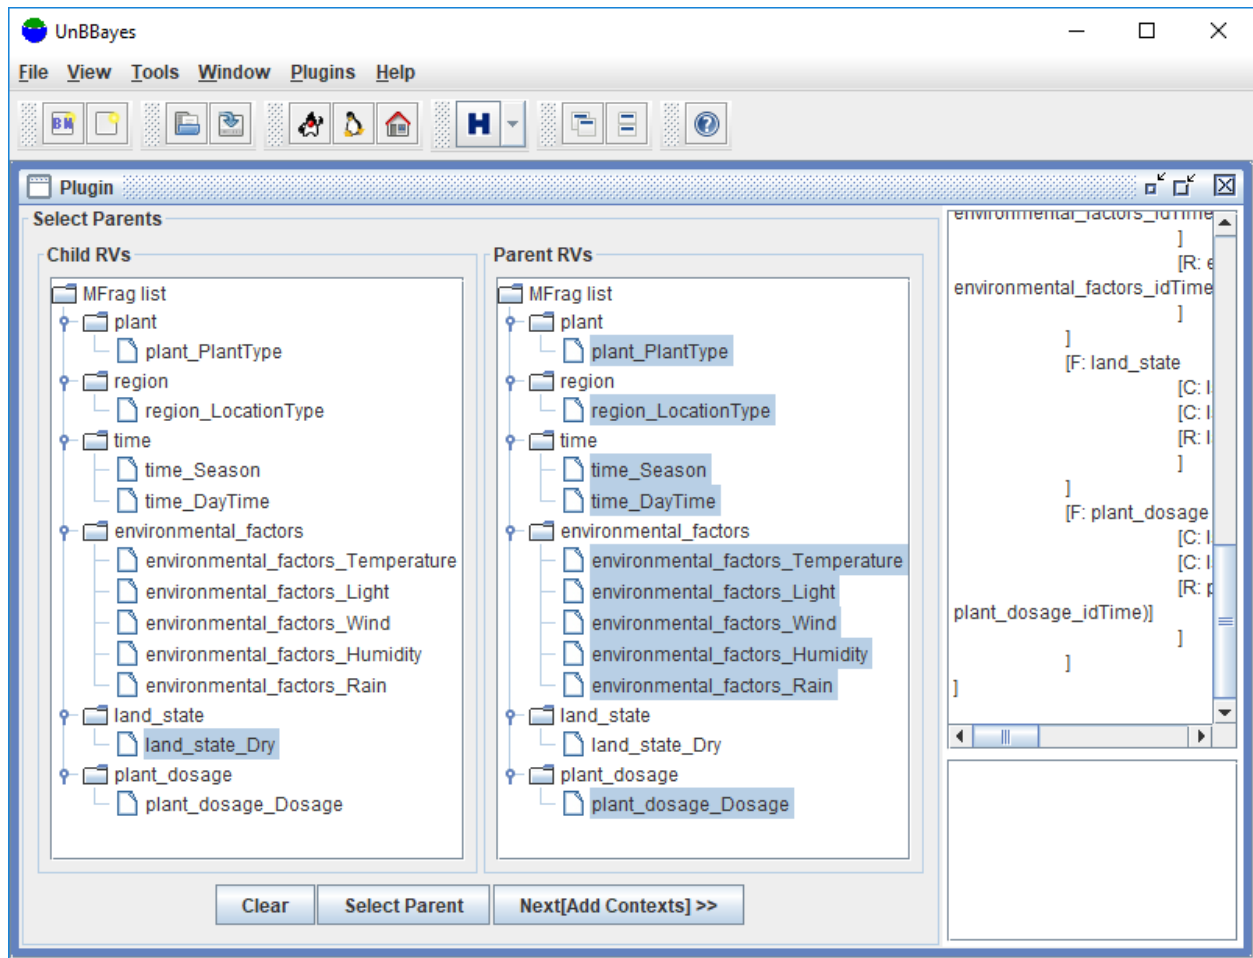 UnBBayes
File View Tools Window Plugins Help
BN
H
Plugin
Select Parents
Child RVs
MFrag list
plant
plant_PlantType
region
region_LocationType
time
time_Season
time_DayTime
environmental_factors
environmental_factors_Temperature
environmental_factors_Light
environmental_factors_Wind
environmental_factors_Humidity
environmental_factors_Rain
land_state
land_state_Dry
plant_dosage
plant_dosage_Dosage
Parent RVs
MFrag list
plant
plant_PlantType
region
region_LocationType
time
time_Season
time_DayTime
environmental_factors
environmental_factors_Temperature
environmental_factors_Light
environmental_factors_Wind
environmental_factors_Humidity
environmental_factors_Rain
land_state
land_state_Dry
plant_dosage
plant_dosage_Dosage
Clear Select Parent Next[Add Contexts] >>
environmental_factors_idTime
]
[R: e
environmental_factors_idTime
]
]
[F: land_state
[C: l
[C: l
[R: l
]
]
[F: plant_dosage
[C: l
[C: l
[R: p
plant_dosage_idTime)]
]
]
]